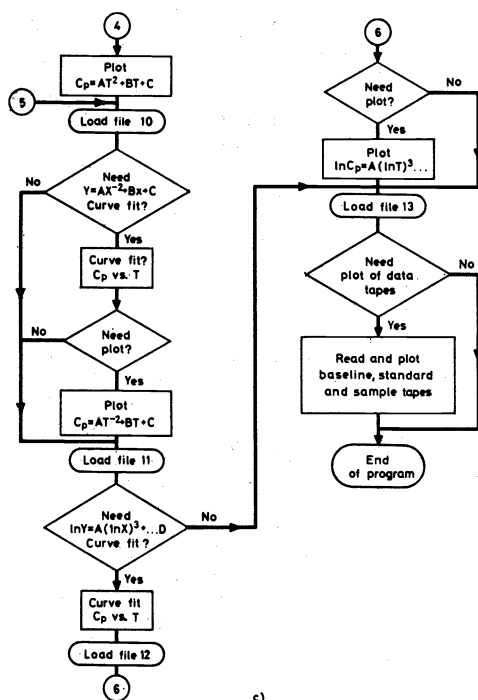 4
Plot
Cp=AT²+BT+C
5
Load file 10
Need
Y=AX⁻²+Bx+C
Curve fit?
No
Yes
Curve fit?
Cp vs. T
Need
plot?
No
Yes
Plot
Cp=AT⁻²+BT+C
Load file 11
Need
lnY=A(lnX)³+...D
Curve fit?
No
Yes
Curve fit
Cp vs. T
Load file 12
6
6
Need
plot?
No
Yes
Plot
lnCp=A(lnT)³...
Load file 13
Need
plot of data
tapes
No
Yes
Read and plot
baseline, standard
and sample tapes
End
of program
c)